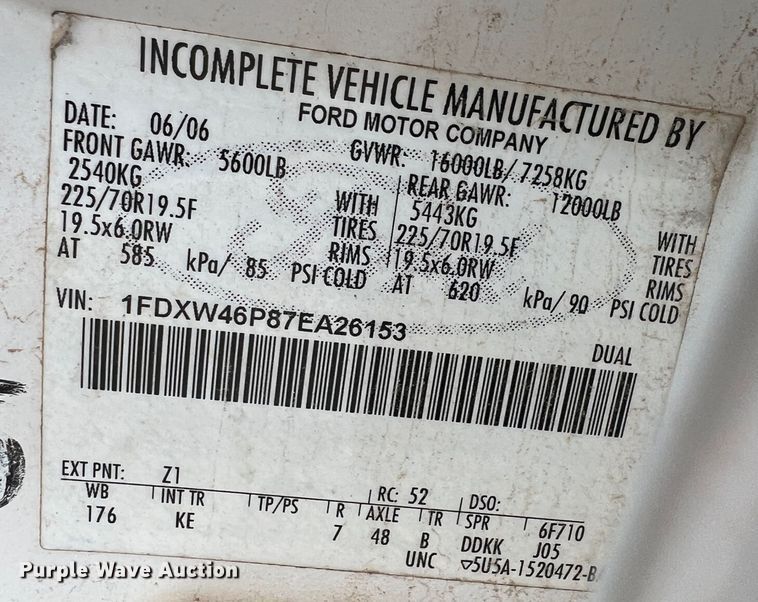 INCOMPLETE VEHICLE MANUFACTURED BY
FORD MOTOR COMPANY
DATE: 06/06 GVWR: 16000LB/ 7258KG
FRONT GAWR: 5600LB REAR GAWR: 12000LB
2540KG WITH 5443KG WITH
225/70R19.5F TIRES 225/70R19.5F TIRES
19.5x6.0RW RIMS 19.5x6.0RW RIMS
AT 585 kPa/ 85 PSI COLD AT 620 kPa/ 90 PSI COLD
VIN: 1FDXW46P87EA26153
DUAL
EXT PNT: Z1 RC: 52 DSO:
WB INT TR TP/PS R AXLE TR SPR 6F710
176 KE 7 48 B DDKK J05
UNC ▽5U5A-1520472-B
Purple Wave Auction